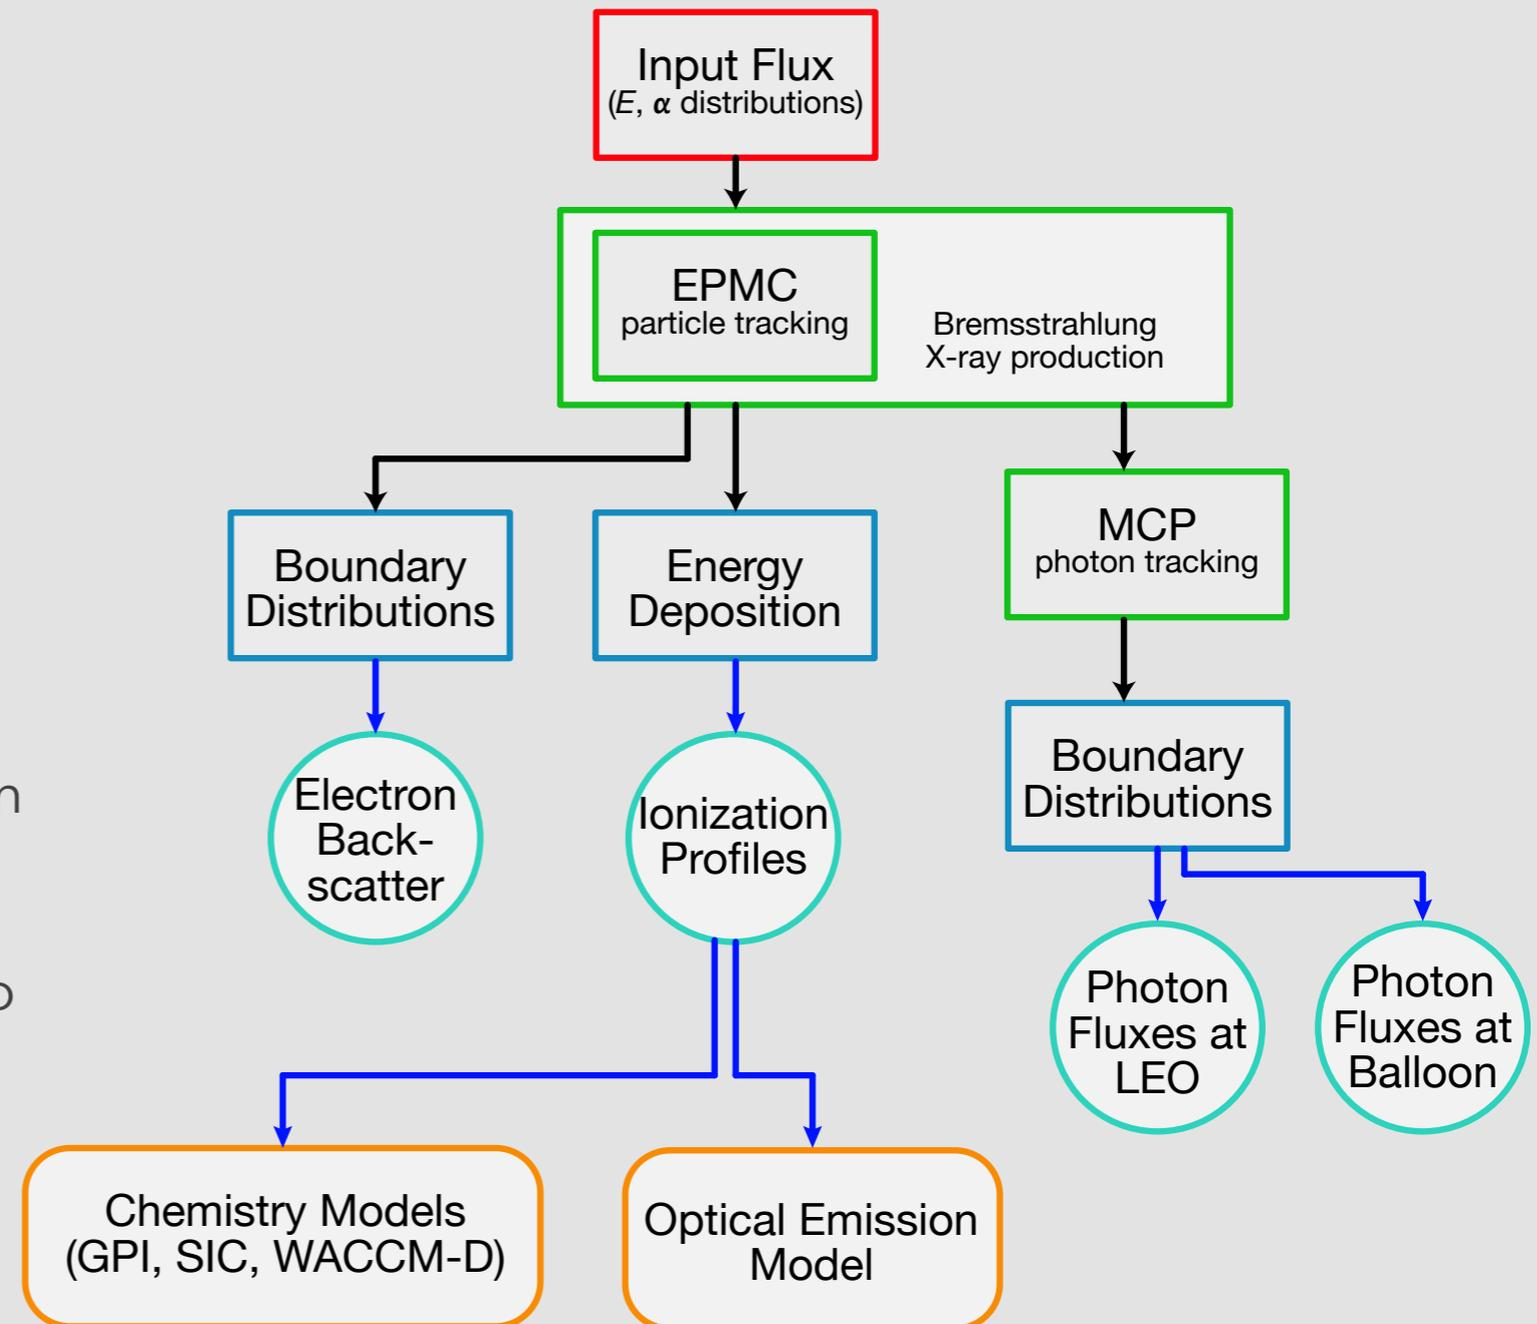 Input Flux
(E, α distributions)
EPMC
particle tracking
Bremsstrahlung
X-ray production
Boundary
Distributions
Energy
Deposition
MCP
photon tracking
Boundary
Distributions
Electron
Back-
scatter
Ionization
Profiles
Photon
Fluxes at
LEO
Photon
Fluxes at
Balloon
Chemistry Models
(GPI, SIC, WACCM-D)
Optical Emission
Model